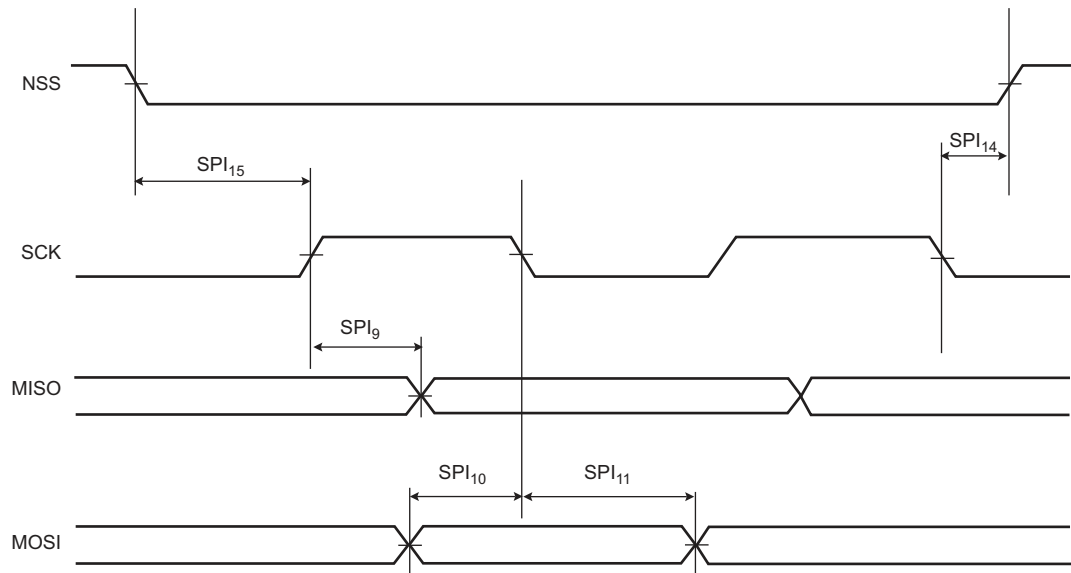 NSS
SPI₁₄
SPI₁₅
SCK
SPI₉
MISO
SPI₁₀ SPI₁₁
MOSI